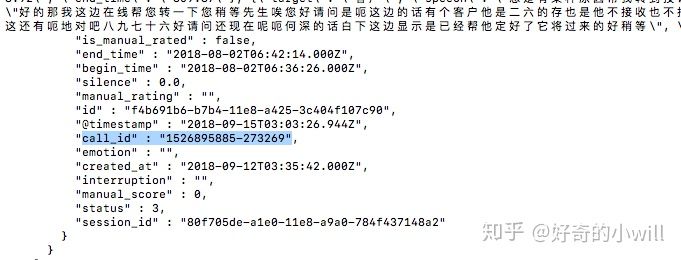 \"好的那我这边在线帮您转一下您稍等先生唉您好请问是呃这边的话有个客户他是二六的存也是他不接收也不
这还有呃地对吧八九七十六好请问还现在呢呃何深的话白下这边显示是已经帮他定好了它将过来的好稍等\", \
"is_manual_rated" : false,
"end_time" : "2018-08-02T06:42:14.000Z",
"begin_time" : "2018-08-02T06:36:26.000Z",
"silence" : 0.0,
"manual_rating" : "",
"id" : "f4b691b6-b7b4-11e8-a425-3c404f107c90",
"@timestamp" : "2018-09-15T03:03:26.944Z",
"call_id" : "1526895885-273269",
"emotion" : "",
"created_at" : "2018-09-12T03:35:42.000Z",
"interruption" : "",
"manual_score" : 0,
"status" : 3,
"session_id" : "80f705de-a1e0-11e8-a9a0-784f437148a2"
}
}
知乎 @好奇的小will